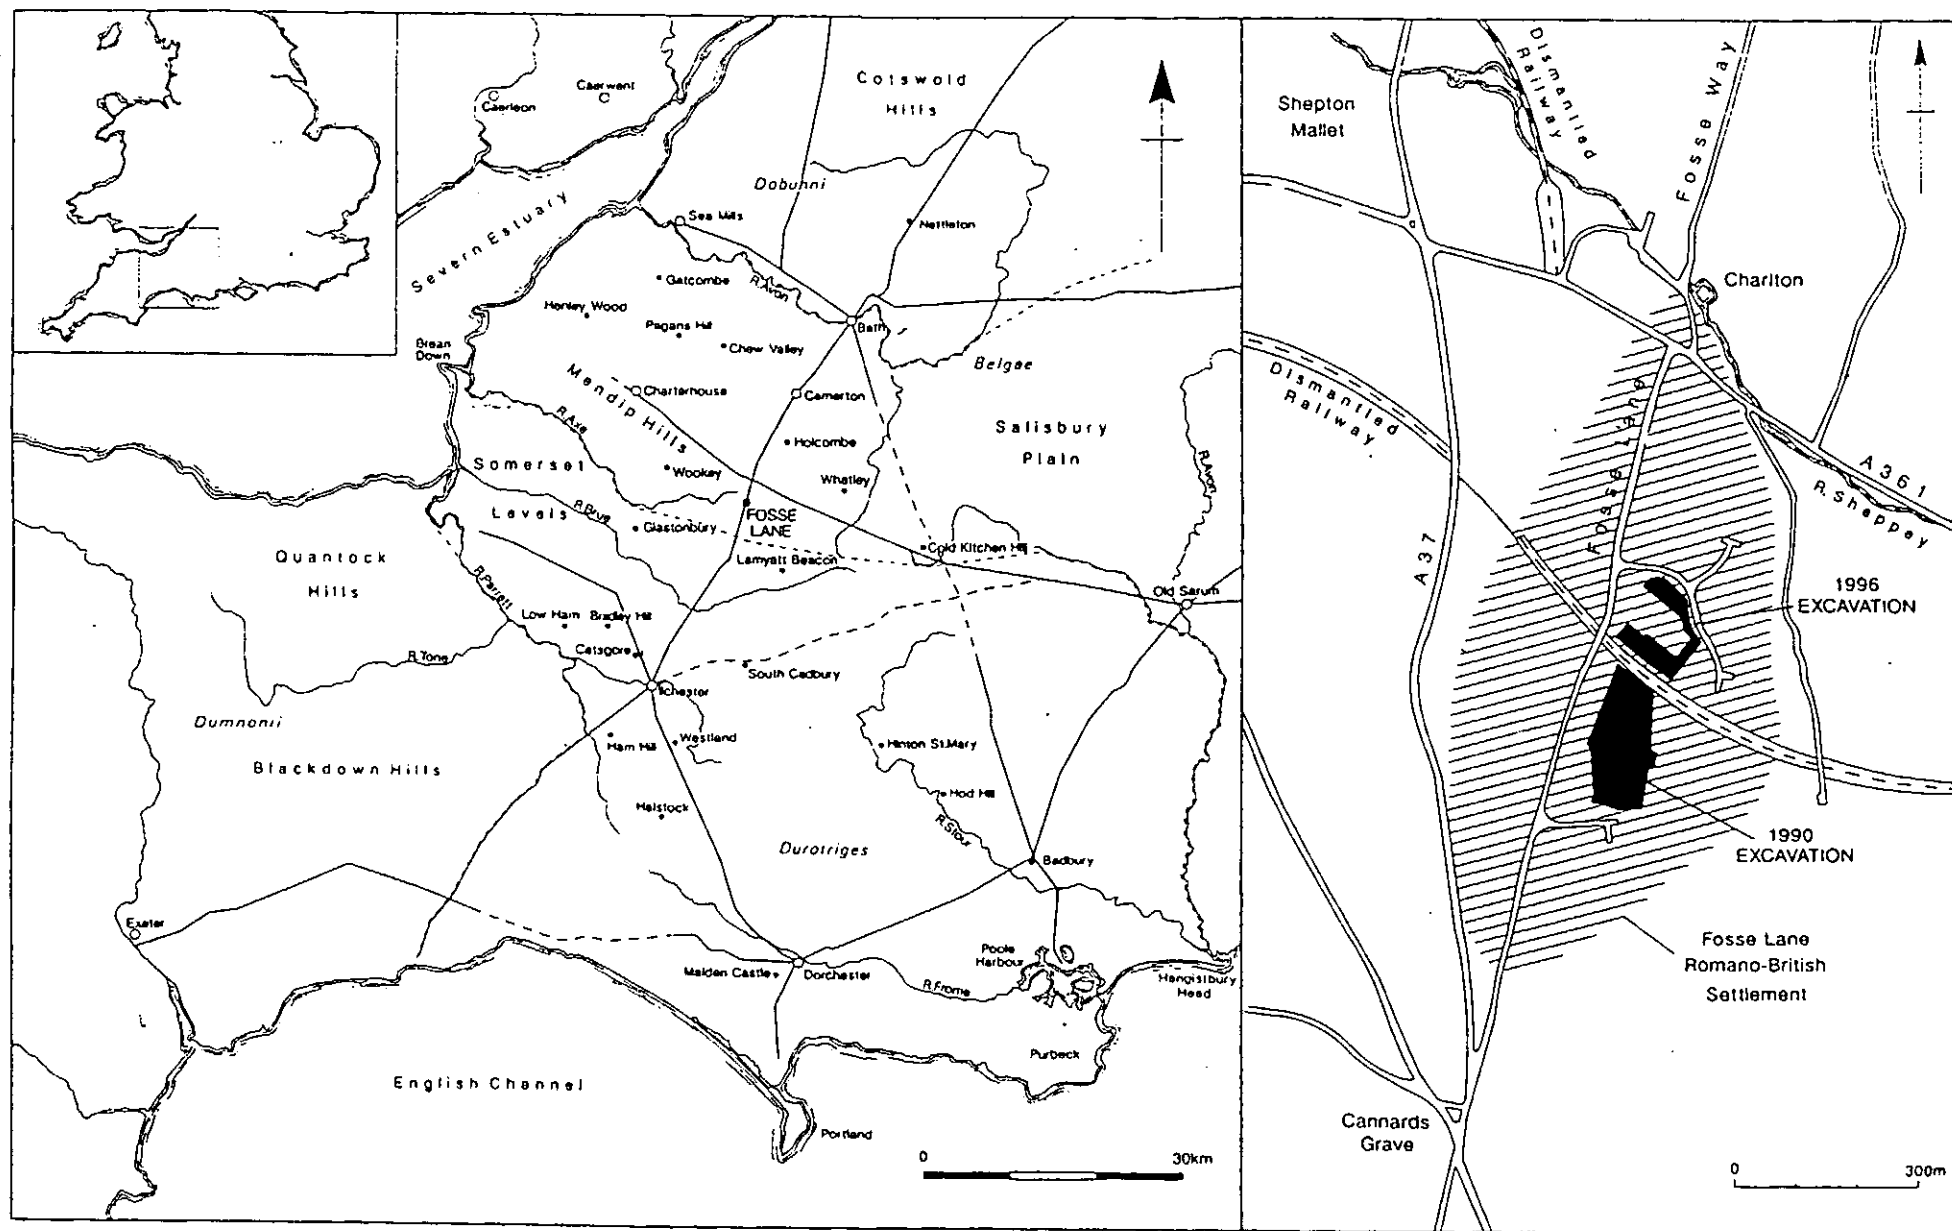 Caerleon
Caerwent
Cotswold
Hills
Severn Estuary
Dobunni
Sea Mills
Nettleton
Gatcombe
R.Avon
Henley Wood
Pagans Hill
Chew Valley
Bath
Brean
Down
Belgae
Mendip Hills
Charterhouse
Camerton
R.Axe
Holcombe
Salisbury
Plain
Somerset
Levels
Wookey
Whatley
R.Avon
R.Brue
Glastonbury
FOSSE
LANE
Cold Kitchen Hill
Lamyatt Beacon
Quantock
Hills
R.Parrett
Old Sarum
Low Ham
Bradley Hill
Catsgore
R.Tone
South Cadbury
Ilchester
Dumnonii
Ham Hill
Westland
Hinton St.Mary
Blackdown Hills
Hod Hill
Halstock
R.Stour
Durotriges
Badbury
Exeter
Maiden Castle
Dorchester
Poole
Harbour
R.Frome
Hengistbury
Head
Purbeck
English Channel
Portland
0 30km
Shepton
Mallet
Dismantled
Railway
Fosse Way
Charlton
Dismantled
Railway
Fosse Lane
A361
R. Sheppey
A37
1996
EXCAVATION
1990
EXCAVATION
Fosse Lane
Romano-British
Settlement
Cannards
Grave
0 300m